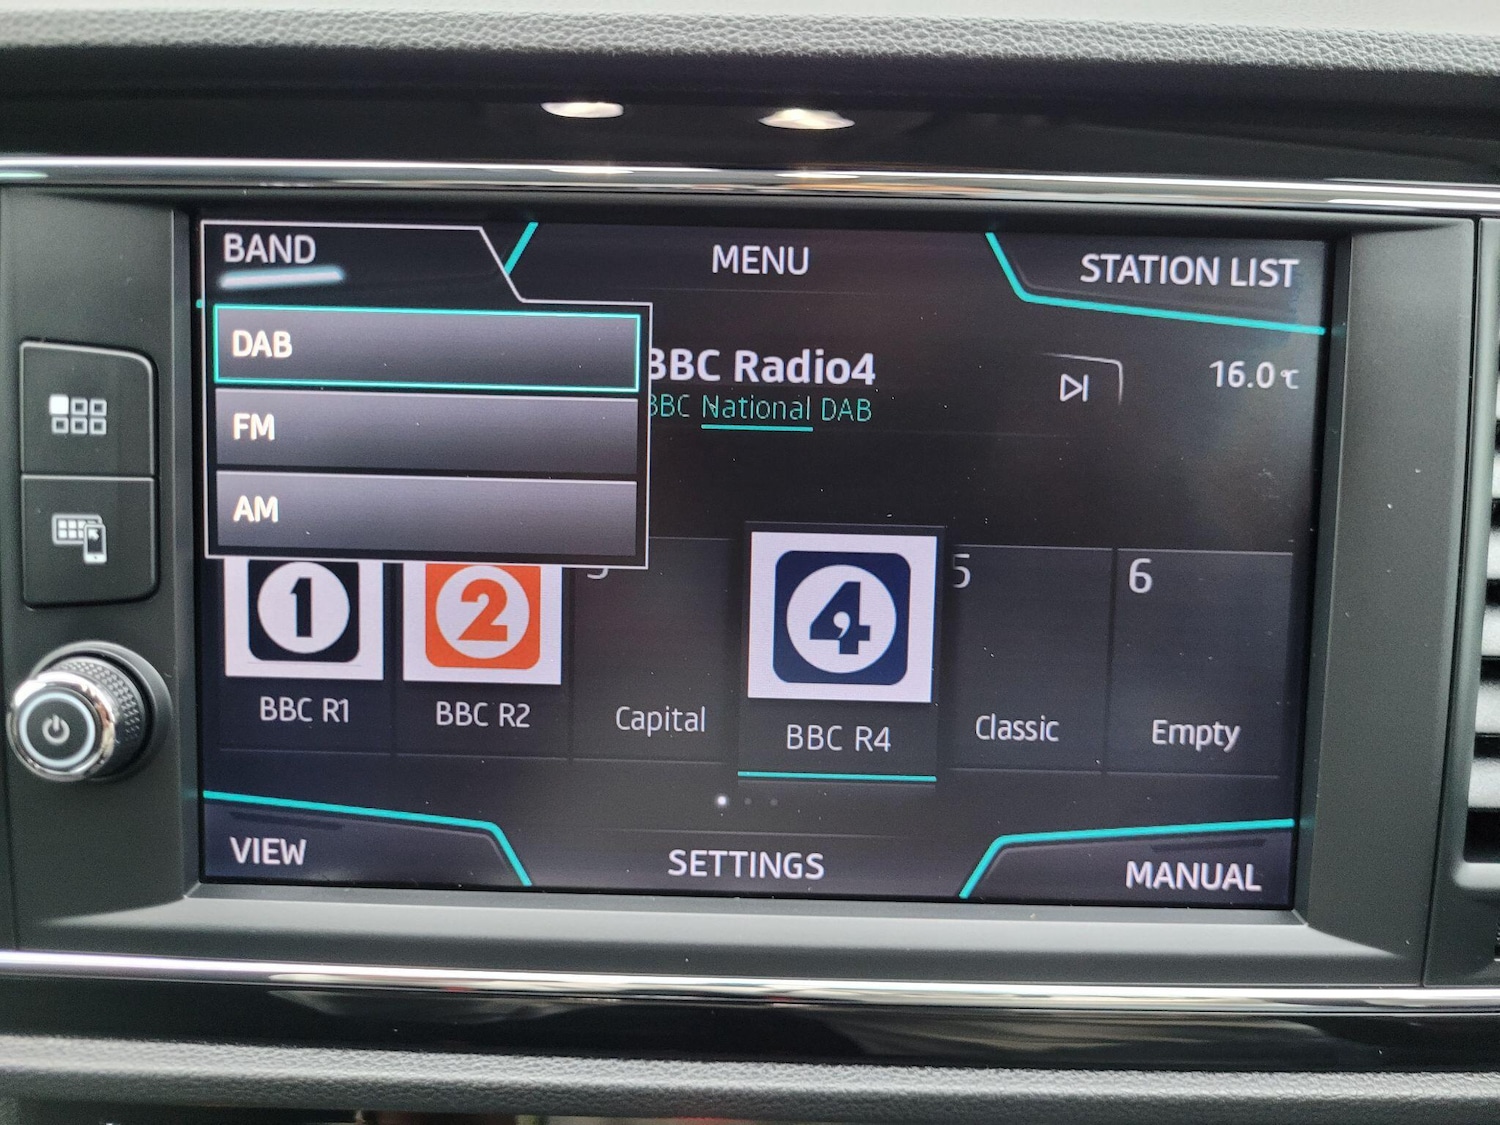 BAND
MENU
STATION LIST
DAB
FM
AM
BBC Radio4
BBC National DAB
16.0 °C
1
2
4
5
6
BBC R1
BBC R2
Capital
BBC R4
Classic
Empty
VIEW
SETTINGS
MANUAL